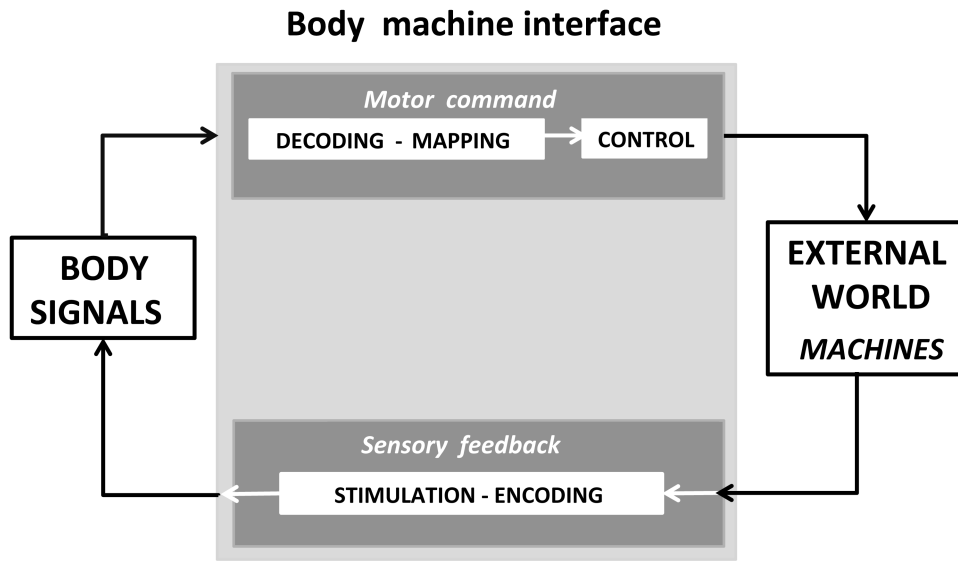 Body machine interface
Motor command
DECODING - MAPPING
CONTROL
BODY
SIGNALS
EXTERNAL
WORLD
MACHINES
Sensory feedback
STIMULATION - ENCODING